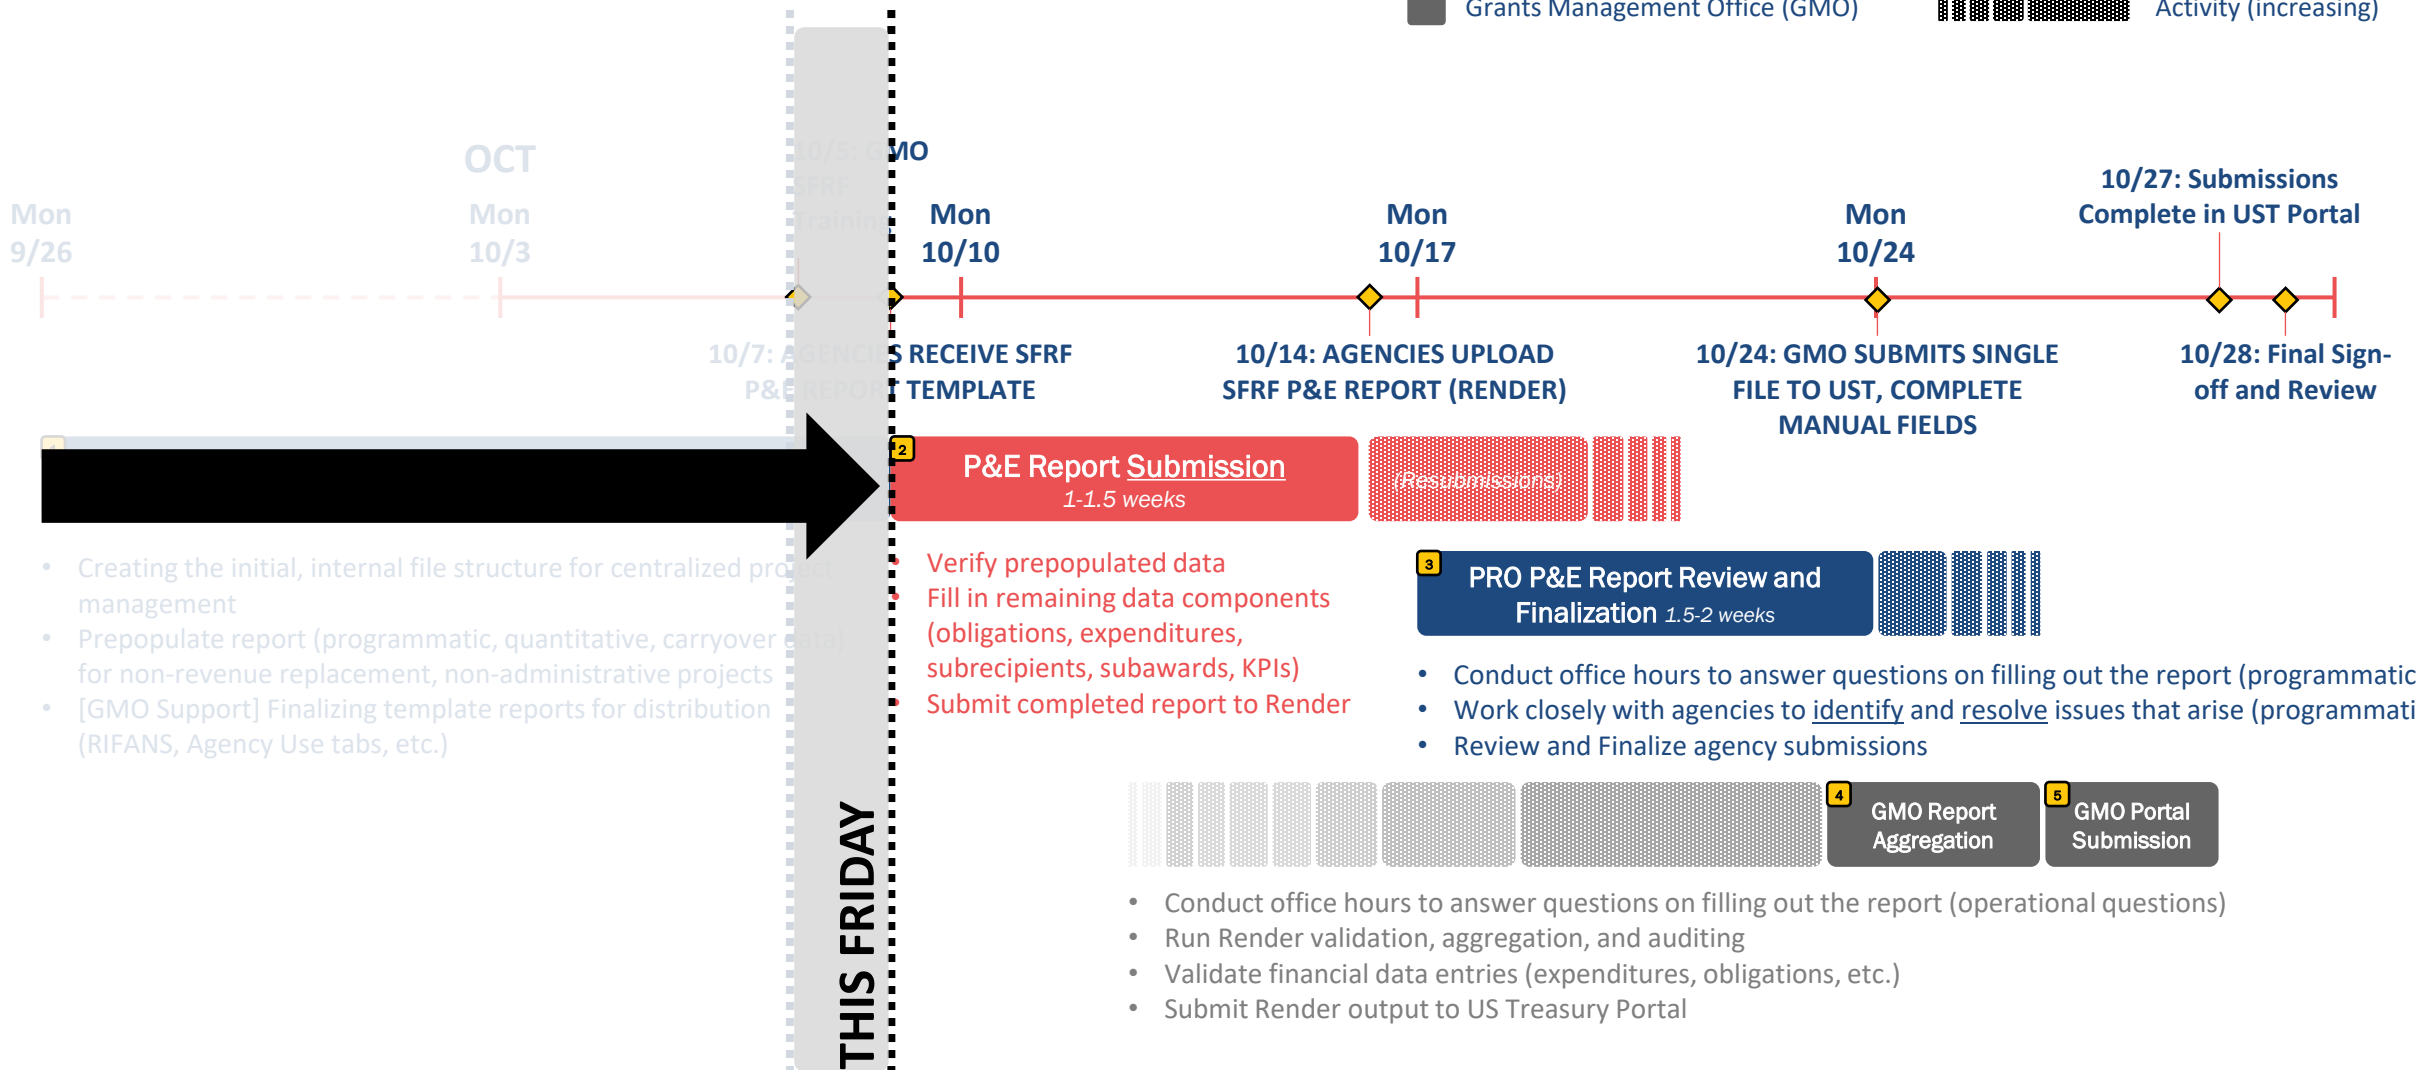 Grants Management Office (GMO)
Activity (increasing)
OCT
10/5: GMO
SFRF
Training
10/27: Submissions
Complete in UST Portal
Mon
9/26
Mon
10/3
Mon
10/10
Mon
10/17
Mon
10/24
10/7: AGENCIES RECEIVE SFRF
P&E REPORT TEMPLATE
10/14: AGENCIES UPLOAD
SFRF P&E REPORT (RENDER)
10/24: GMO SUBMITS SINGLE
FILE TO UST, COMPLETE
MANUAL FIELDS
10/28: Final Sign-
off and Review
2
P&E Report Submission
1-1.5 weeks
(Resubmissions)
• Creating the initial, internal file structure for centralized project
management
• Prepopulate report (programmatic, quantitative, carryover data)
for non-revenue replacement, non-administrative projects
• [GMO Support] Finalizing template reports for distribution
(RIFANS, Agency Use tabs, etc.)
• Verify prepopulated data
• Fill in remaining data components
(obligations, expenditures,
subrecipients, subawards, KPIs)
• Submit completed report to Render
3
PRO P&E Report Review and
Finalization 1.5-2 weeks
• Conduct office hours to answer questions on filling out the report (programmatic
• Work closely with agencies to identify and resolve issues that arise (programmati
• Review and Finalize agency submissions
4
GMO Report
Aggregation
5
GMO Portal
Submission
• Conduct office hours to answer questions on filling out the report (operational questions)
• Run Render validation, aggregation, and auditing
• Validate financial data entries (expenditures, obligations, etc.)
• Submit Render output to US Treasury Portal
THIS FRIDAY